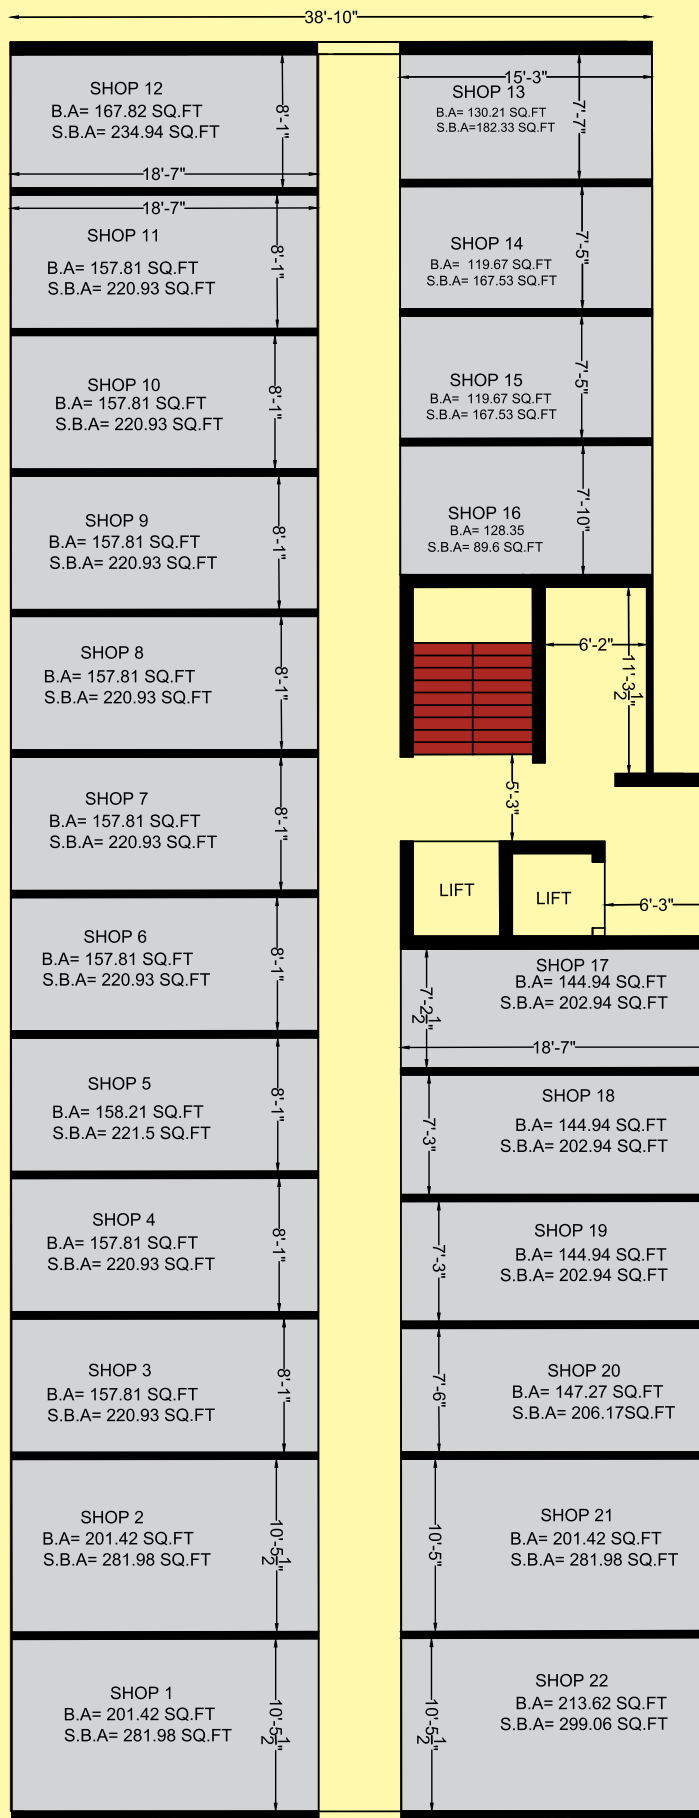 38'-10"
SHOP 12
B.A= 167.82 SQ.FT
S.B.A= 234.94 SQ.FT
8'-1"
18'-7"
15'-3"
SHOP 13
B.A= 130.21 SQ.FT
S.B.A=182.33 SQ.FT
7'-7"
18'-7"
SHOP 11
B.A= 157.81 SQ.FT
S.B.A= 220.93 SQ.FT
8'-1"
SHOP 14
B.A= 119.67 SQ.FT
S.B.A= 167.53 SQ.FT
7'-5"
SHOP 10
B.A= 157.81 SQ.FT
S.B.A= 220.93 SQ.FT
8'-1"
SHOP 15
B.A= 119.67 SQ.FT
S.B.A= 167.53 SQ.FT
7'-5"
SHOP 9
B.A= 157.81 SQ.FT
S.B.A= 220.93 SQ.FT
8'-1"
SHOP 16
B.A= 128.35
S.B.A= 89.6 SQ.FT
7'-10"
SHOP 8
B.A= 157.81 SQ.FT
S.B.A= 220.93 SQ.FT
8'-1"
6'-2"
11'-3½"
SHOP 7
B.A= 157.81 SQ.FT
S.B.A= 220.93 SQ.FT
8'-1"
5'-3"
LIFT
LIFT
6'-3"
SHOP 6
B.A= 157.81 SQ.FT
S.B.A= 220.93 SQ.FT
8'-1"
SHOP 17
B.A= 144.94 SQ.FT
S.B.A= 202.94 SQ.FT
7'-2½"
18'-7"
SHOP 5
B.A= 158.21 SQ.FT
S.B.A= 221.5 SQ.FT
8'-1"
SHOP 18
B.A= 144.94 SQ.FT
S.B.A= 202.94 SQ.FT
7'-3"
SHOP 4
B.A= 157.81 SQ.FT
S.B.A= 220.93 SQ.FT
8'-1"
SHOP 19
B.A= 144.94 SQ.FT
S.B.A= 202.94 SQ.FT
7'-3"
SHOP 3
B.A= 157.81 SQ.FT
S.B.A= 220.93 SQ.FT
8'-1"
SHOP 20
B.A= 147.27 SQ.FT
S.B.A= 206.17SQ.FT
7'-6"
SHOP 2
B.A= 201.42 SQ.FT
S.B.A= 281.98 SQ.FT
10'-5½"
SHOP 21
B.A= 201.42 SQ.FT
S.B.A= 281.98 SQ.FT
10'-5"
SHOP 1
B.A= 201.42 SQ.FT
S.B.A= 281.98 SQ.FT
10'-5½"
SHOP 22
B.A= 213.62 SQ.FT
S.B.A= 299.06 SQ.FT
10'-5½"